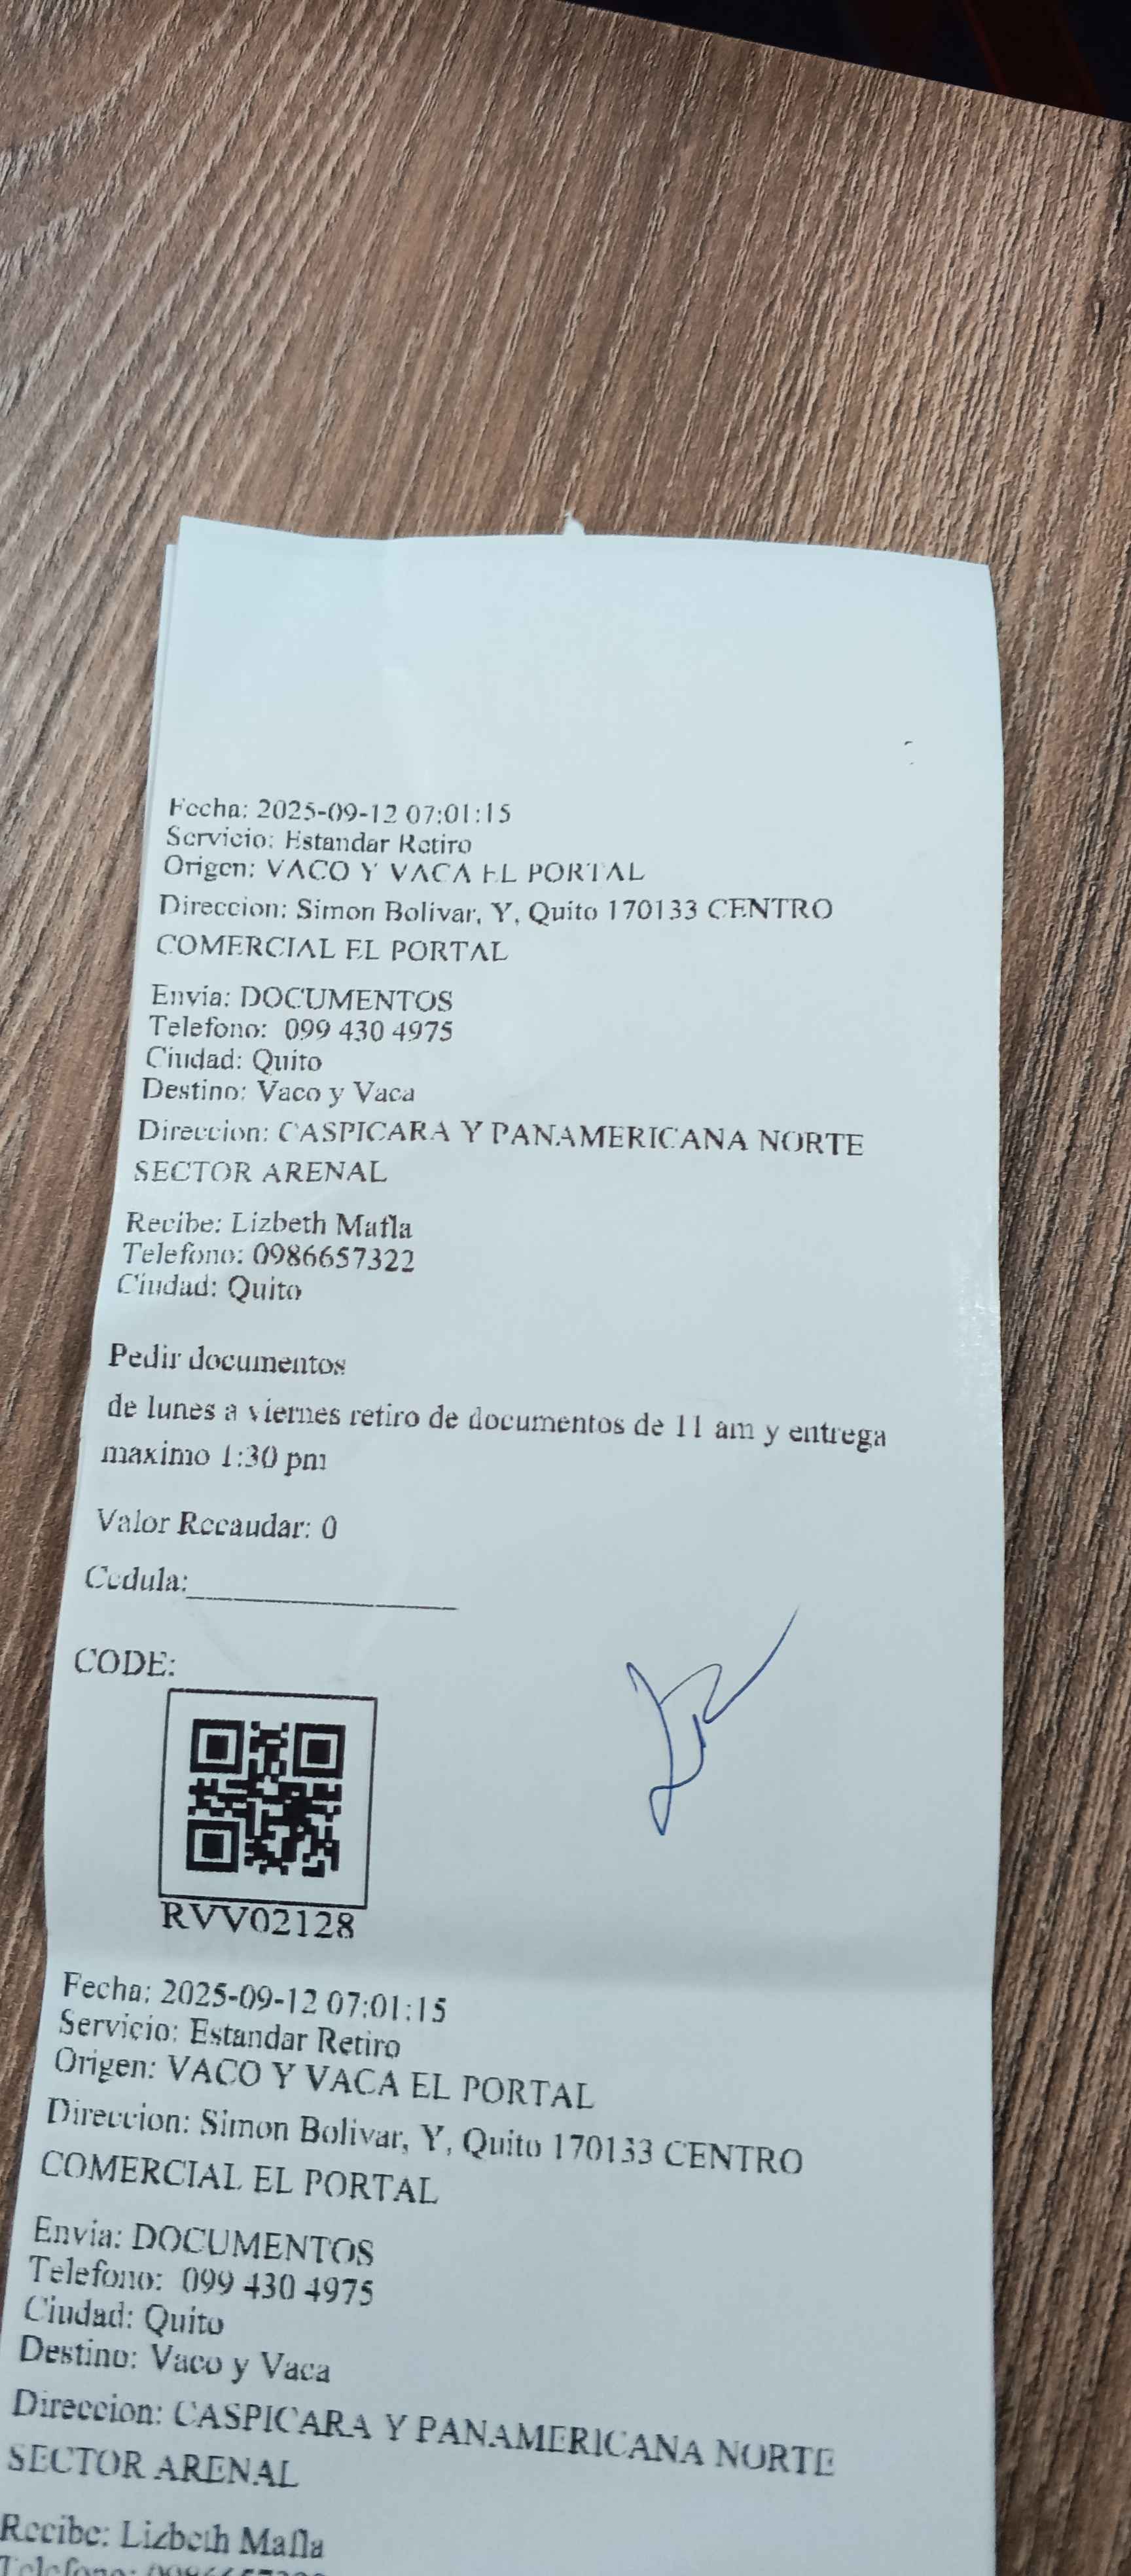 Fecha: 2025-09-12 07:01:15
Servicio: Estandar Retiro
Origen: VACO Y VACA EL PORTAL
Direccion: Simon Bolivar, Y, Quito 170133 CENTRO
COMERCIAL EL PORTAL
Envia: DOCUMENTOS
Telefono: 099 430 4975
Ciudad: Quito
Destino: Vaco y Vaca
Direccion: CASPICARA Y PANAMERICANA NORTE
SECTOR ARENAL
Recibe: Lizbeth Mafla
Telefono: 0986657322
Ciudad: Quito
Pedir documentos
de lunes a viernes retiro de documentos de 11 am y entrega
maximo 1:30 pm
Valor Recaudar: 0
Cedula:
CODE:
RVV02128
Fecha: 2025-09-12 07:01:15
Servicio: Estandar Retiro
Origen: VACO Y VACA EL PORTAL
Direccion: Simon Bolivar, Y, Quito 170133 CENTRO
COMERCIAL EL PORTAL
Envia: DOCUMENTOS
Telefono: 099 430 4975
Ciudad: Quito
Destino: Vaco y Vaca
Direccion: CASPICARA Y PANAMERICANA NORTE
SECTOR ARENAL
Recibe: Lizbeth Mafla
Telefono: